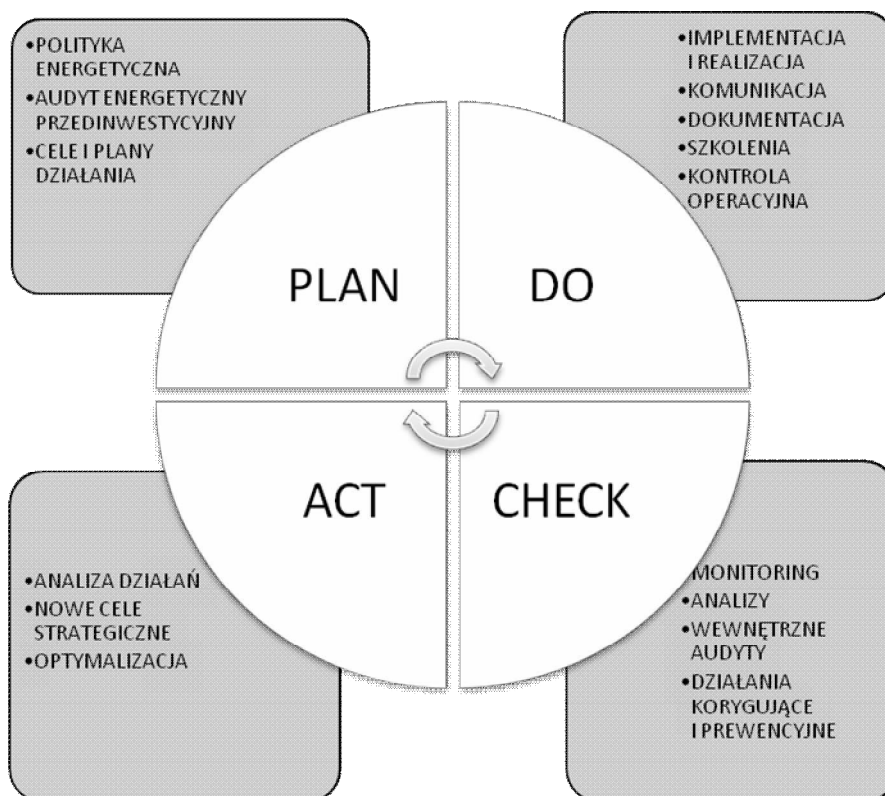 •POLITYKA
ENERGETYCZNA
•AUDYT ENERGETYCZNY
PRZEDINWESTYCYJNY
•CELE I PLANY
DZIAŁANIA
•IMPLEMENTACJA
I REALIZACJA
•KOMUNIKACJA
•DOKUMENTACJA
•SZKOLENIA
•KONTROLA
OPERACYJNA
PLAN
DO
ACT
CHECK
•ANALIZA DZIAŁAŃ
•NOWE CELE
STRATEGICZNE
•OPTYMALIZACJA
MONITORING
•ANALIZY
•WEWNĘTRZNE
AUDYTY
•DZIAŁANIA
KORYGUJĄCE
I PREWENCYJNE